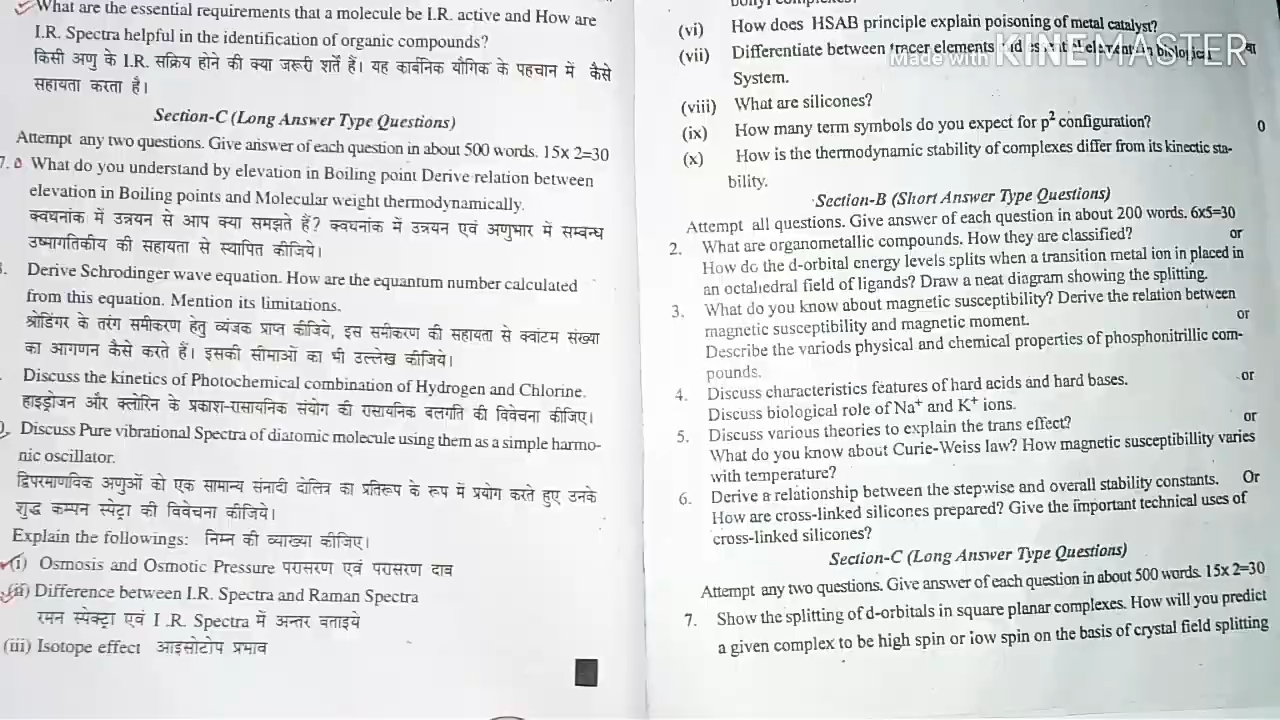 What are the essential requirements that a molecule be I.R. active and How are
I.R. Spectra helpful in the identification of organic compounds?
किसी अणु के I.R. सक्रिय होने की क्या जरूरी शर्तें हैं। यह कार्बनिक यौगिक के पहचान में कैसे
सहायता करता है।
Section-C (Long Answer Type Questions)
Attempt any two questions. Give answer of each question in about 500 words. 15x 2=30
7. What do you understand by elevation in Boiling point Derive relation between
elevation in Boiling points and Molecular weight thermodynamically.
क्वथनांक में उन्नयन से आप क्या समझते हैं? क्वथनांक में उन्नयन एवं अणुभार में सम्बन्ध
उष्मागतिकीय की सहायता से स्थापित कीजिये।
Derive Schrodinger wave equation. How are the equantum number calculated
from this equation. Mention its limitations.
श्रोडिंगर के तरंग समीकरण हेतु व्यंजक प्राप्त कीजिये, इस समीकरण की सहायता से क्वांटम संख्या
का आगणन कैसे करते हैं। इसकी सीमाओं का भी उल्लेख कीजिये।
Discuss the kinetics of Photochemical combination of Hydrogen and Chlorine.
हाइड्रोजन और क्लोरिन के प्रकाश-रासायनिक संयोग की रासायनिक बलगति की विवेचना कीजिए।
Discuss Pure vibrational Spectra of diatomic molecule using them as a simple harmo-
nic oscillator.
द्विपरमाणविक अणुओं को एक सामान्य संनादी दोलित्र का प्रतिरूप के रूप में प्रयोग करते हुए उनके
शुद्ध कम्पन स्पेट्रा की विवेचना कीजिये।
Explain the followings: निम्न की व्याख्या कीजिए।
(i) Osmosis and Osmotic Pressure परासरण एवं परासरण दाब
(ii) Difference between I.R. Spectra and Raman Spectra
रमन स्पेक्ट्रा एवं I .R. Spectra में अन्तर बताइये
(iii) Isotope effect आइसोटोप प्रभाव
(vi) How does HSAB principle explain poisoning of metal catalyst?
(vii) Differentiate between tracer elements in biological
Made with KINEMASTER
System.
(viii) What are silicones?
(ix) How many term symbols do you expect for p² configuration? 0
(x) How is the thermodynamic stability of complexes differ from its kinectic sta-
bility.
Section-B (Short Answer Type Questions)
Attempt all questions. Give answer of each question in about 200 words. 6x5=30
2. What are organometallic compounds. How they are classified? or
How do the d-orbital energy levels splits when a transition metal ion in placed in
an octahedral field of ligands? Draw a neat diagram showing the splitting.
3. What do you know about magnetic susceptibility? Derive the relation between
magnetic susceptibility and magnetic moment. or
Describe the variods physical and chemical properties of phosphonitrillic com-
pounds.
4. Discuss characteristics features of hard acids and hard bases. or
Discuss biological role of Na⁺ and K⁺ ions.
5. Discuss various theories to explain the trans effect? or
What do you know about Curie-Weiss law? How magnetic susceptibillity varies
with temperature?
6. Derive a relationship between the stepwise and overall stability constants. Or
How are cross-linked silicones prepared? Give the important technical uses of
cross-linked silicones?
Section-C (Long Answer Type Questions)
Attempt any two questions. Give answer of each question in about 500 words. 15x 2=30
7. Show the splitting of d-orbitals in square planar complexes. How will you predict
a given complex to be high spin or low spin on the basis of crystal field splitting